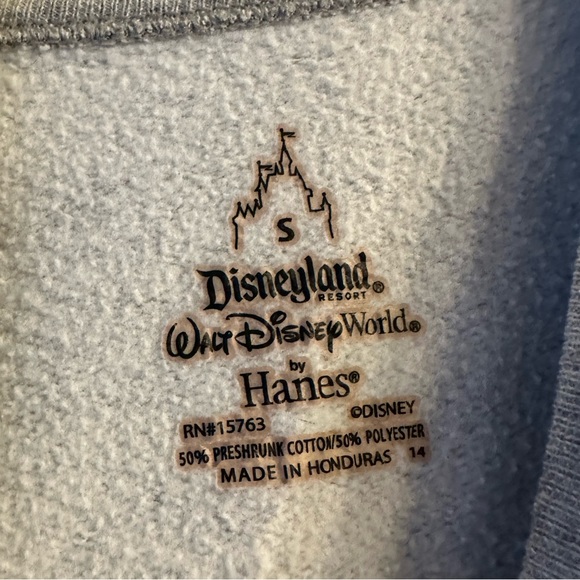 S
Disneyland®
RESORT
WALT DISNEY World®
by
Hanes®
©DISNEY
RN#15763
50% PRESHRUNK COTTON/50% POLYESTER
MADE IN HONDURAS 14